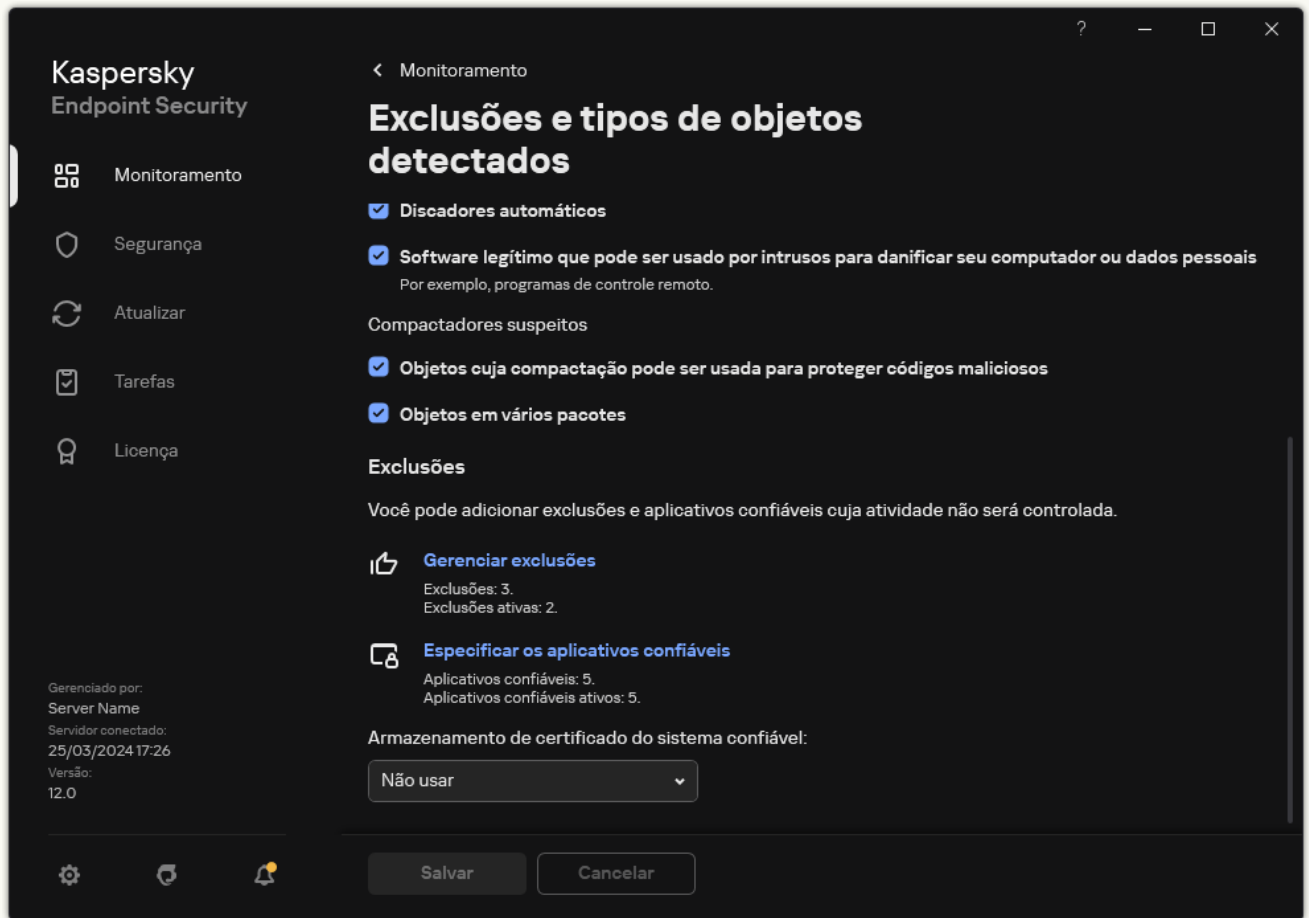 ?
Kaspersky
Endpoint Security
Monitoramento
Segurança
Atualizar
Tarefas
Licença
Gerenciado por:
Server Name
Servidor conectado:
25/03/2024 17:26
Versão:
12.0
Monitoramento
Exclusões e tipos de objetos
detectados
Discadores automáticos
Software legítimo que pode ser usado por intrusos para danificar seu computador ou dados pessoais
Por exemplo, programas de controle remoto.
Compactadores suspeitos
Objetos cuja compactação pode ser usada para proteger códigos maliciosos
Objetos em vários pacotes
Exclusões
Você pode adicionar exclusões e aplicativos confiáveis cuja atividade não será controlada.
Gerenciar exclusões
Exclusões: 3.
Exclusões ativas: 2.
Especificar os aplicativos confiáveis
Aplicativos confiáveis: 5.
Aplicativos confiáveis ativos: 5.
Armazenamento de certificado do sistema confiável:
Não usar
Salvar
Cancelar